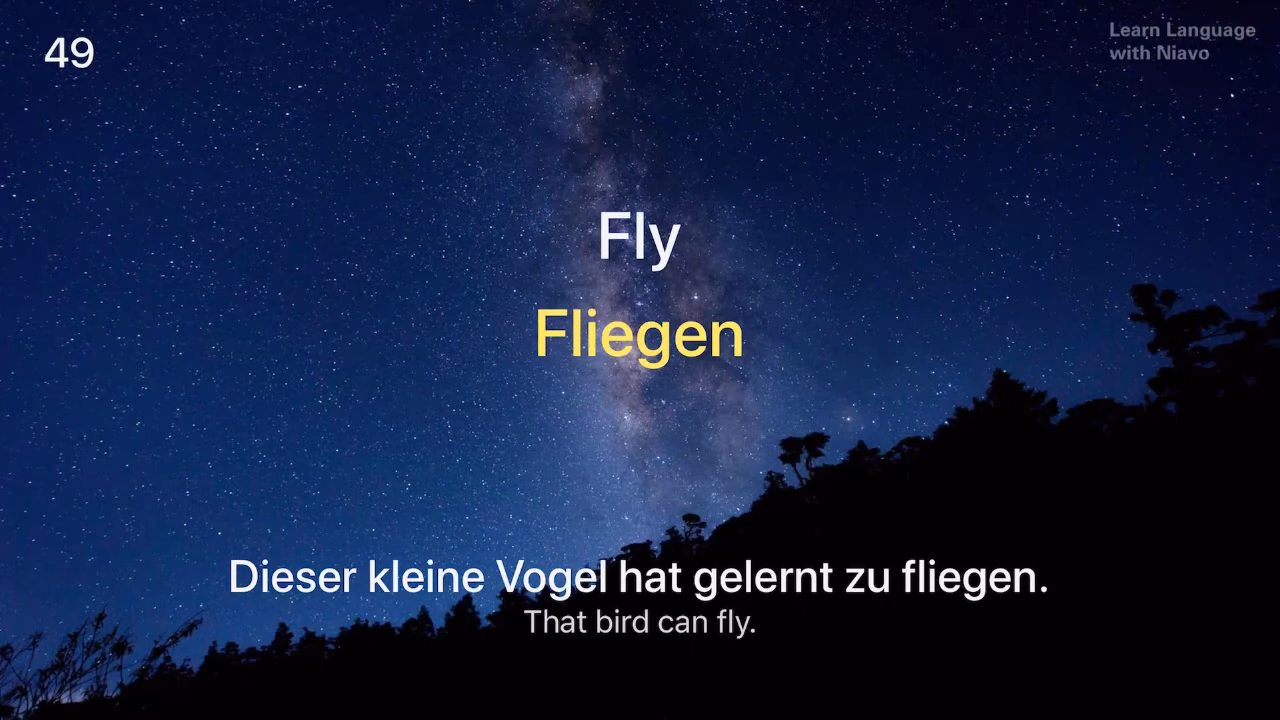 49
Learn Language
with Niavo
Fly
Fliegen
Dieser kleine Vogel hat gelernt zu fliegen.
That bird can fly.